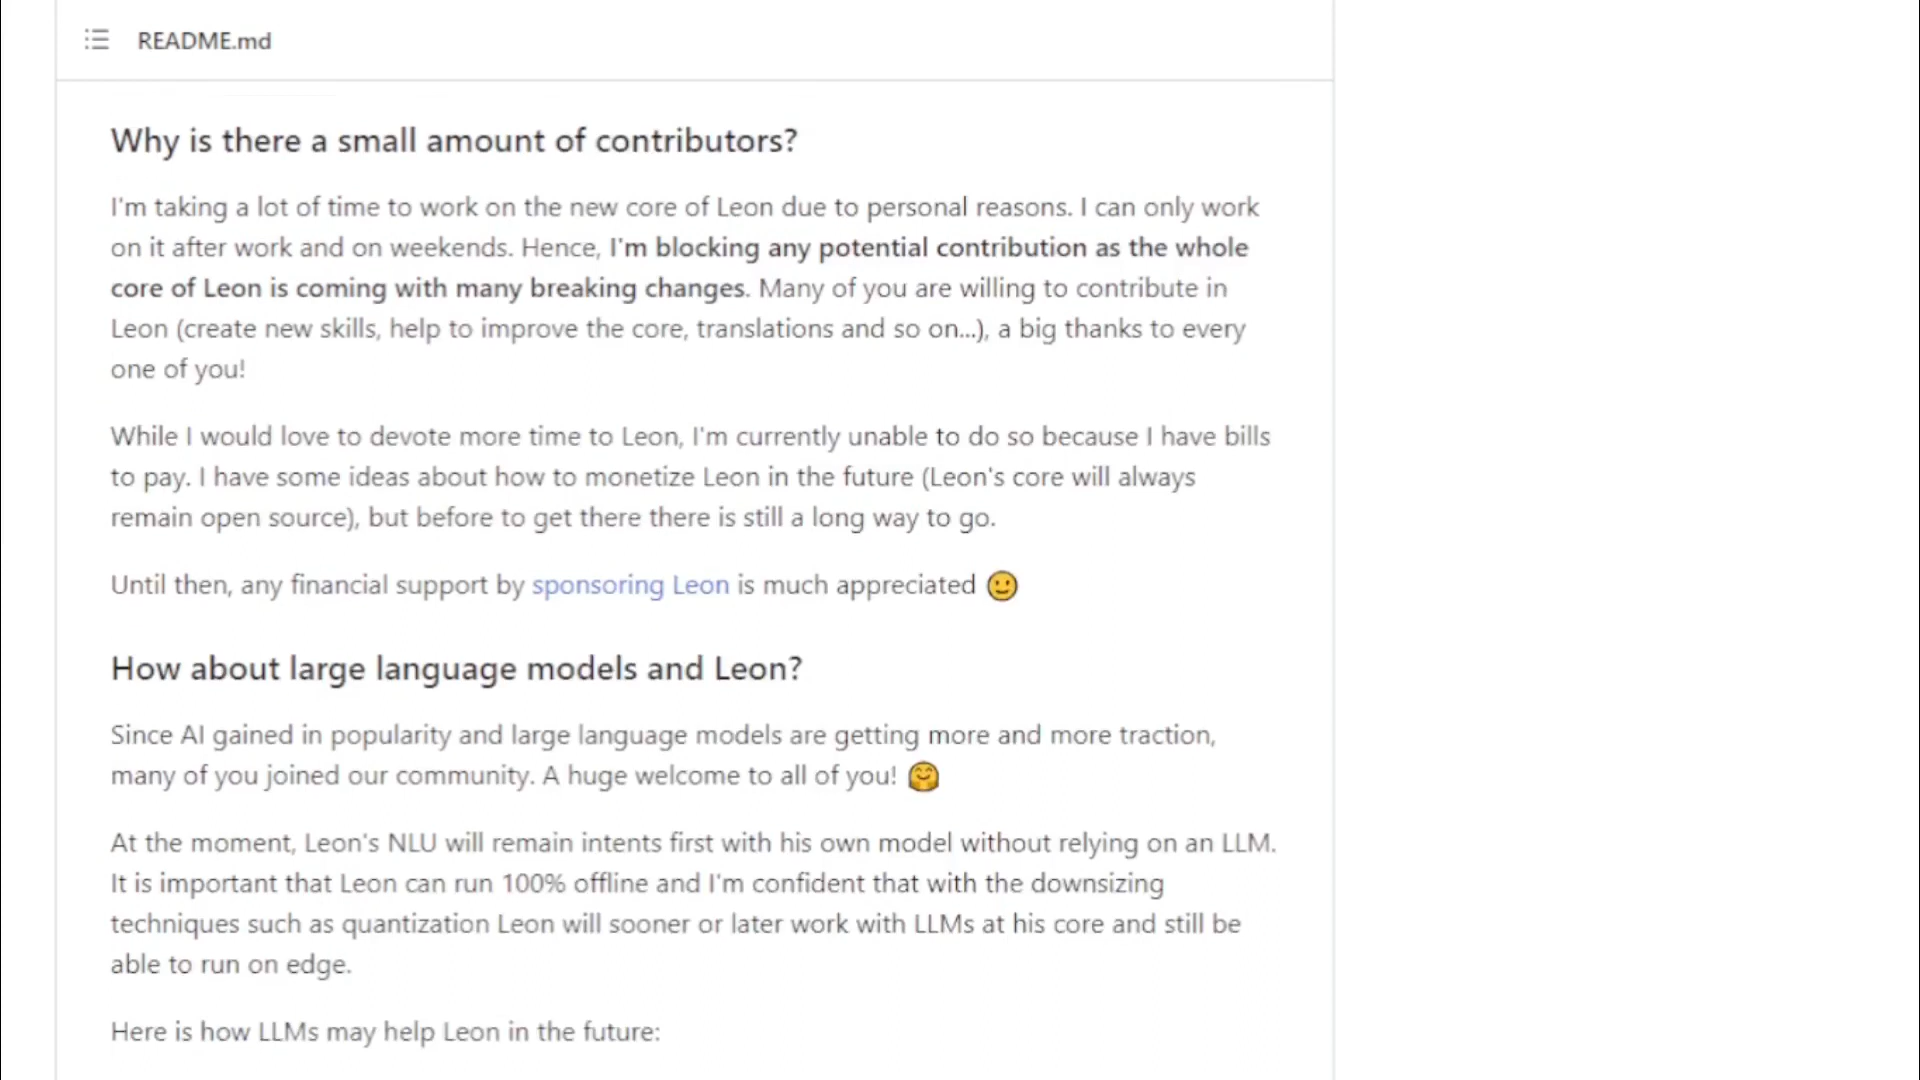 README.md
Why is there a small amount of contributors?
I'm taking a lot of time to work on the new core of Leon due to personal reasons. I can only work
on it after work and on weekends. Hence, I'm blocking any potential contribution as the whole
core of Leon is coming with many breaking changes. Many of you are willing to contribute in
Leon (create new skills, help to improve the core, translations and so on...), a big thanks to every
one of you!
While I would love to devote more time to Leon, I'm currently unable to do so because I have bills
to pay. I have some ideas about how to monetize Leon in the future (Leon's core will always
remain open source), but before to get there there is still a long way to go.
Until then, any financial support by sponsoring Leon is much appreciated 🙂
How about large language models and Leon?
Since AI gained in popularity and large language models are getting more and more traction,
many of you joined our community. A huge welcome to all of you! 🤗
At the moment, Leon's NLU will remain intents first with his own model without relying on an LLM.
It is important that Leon can run 100% offline and I'm confident that with the downsizing
techniques such as quantization Leon will sooner or later work with LLMs at his core and still be
able to run on edge.
Here is how LLMs may help Leon in the future: